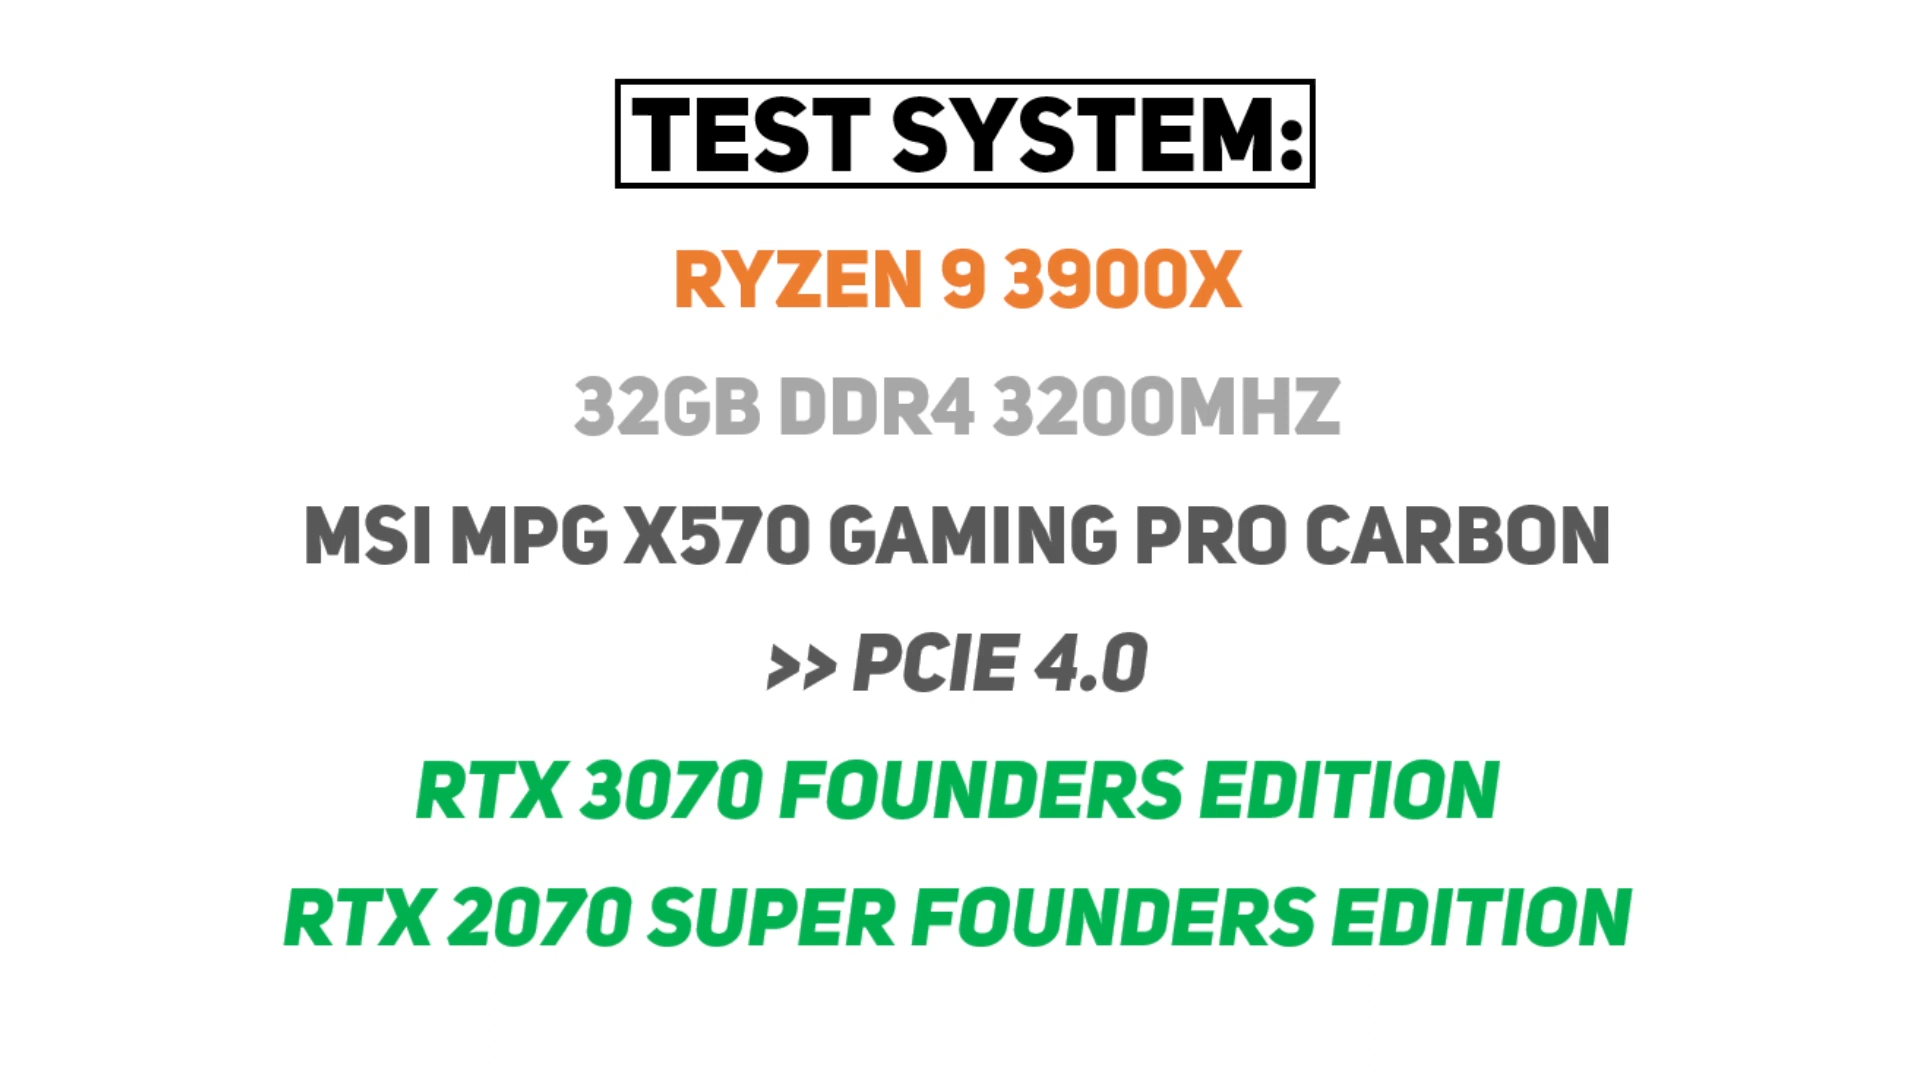 TEST SYSTEM:
RYZEN 9 3900X
32GB DDR4 3200MHZ
MSI MPG X570 GAMING PRO CARBON
>> PCIE 4.0
RTX 3070 FOUNDERS EDITION
RTX 2070 SUPER FOUNDERS EDITION